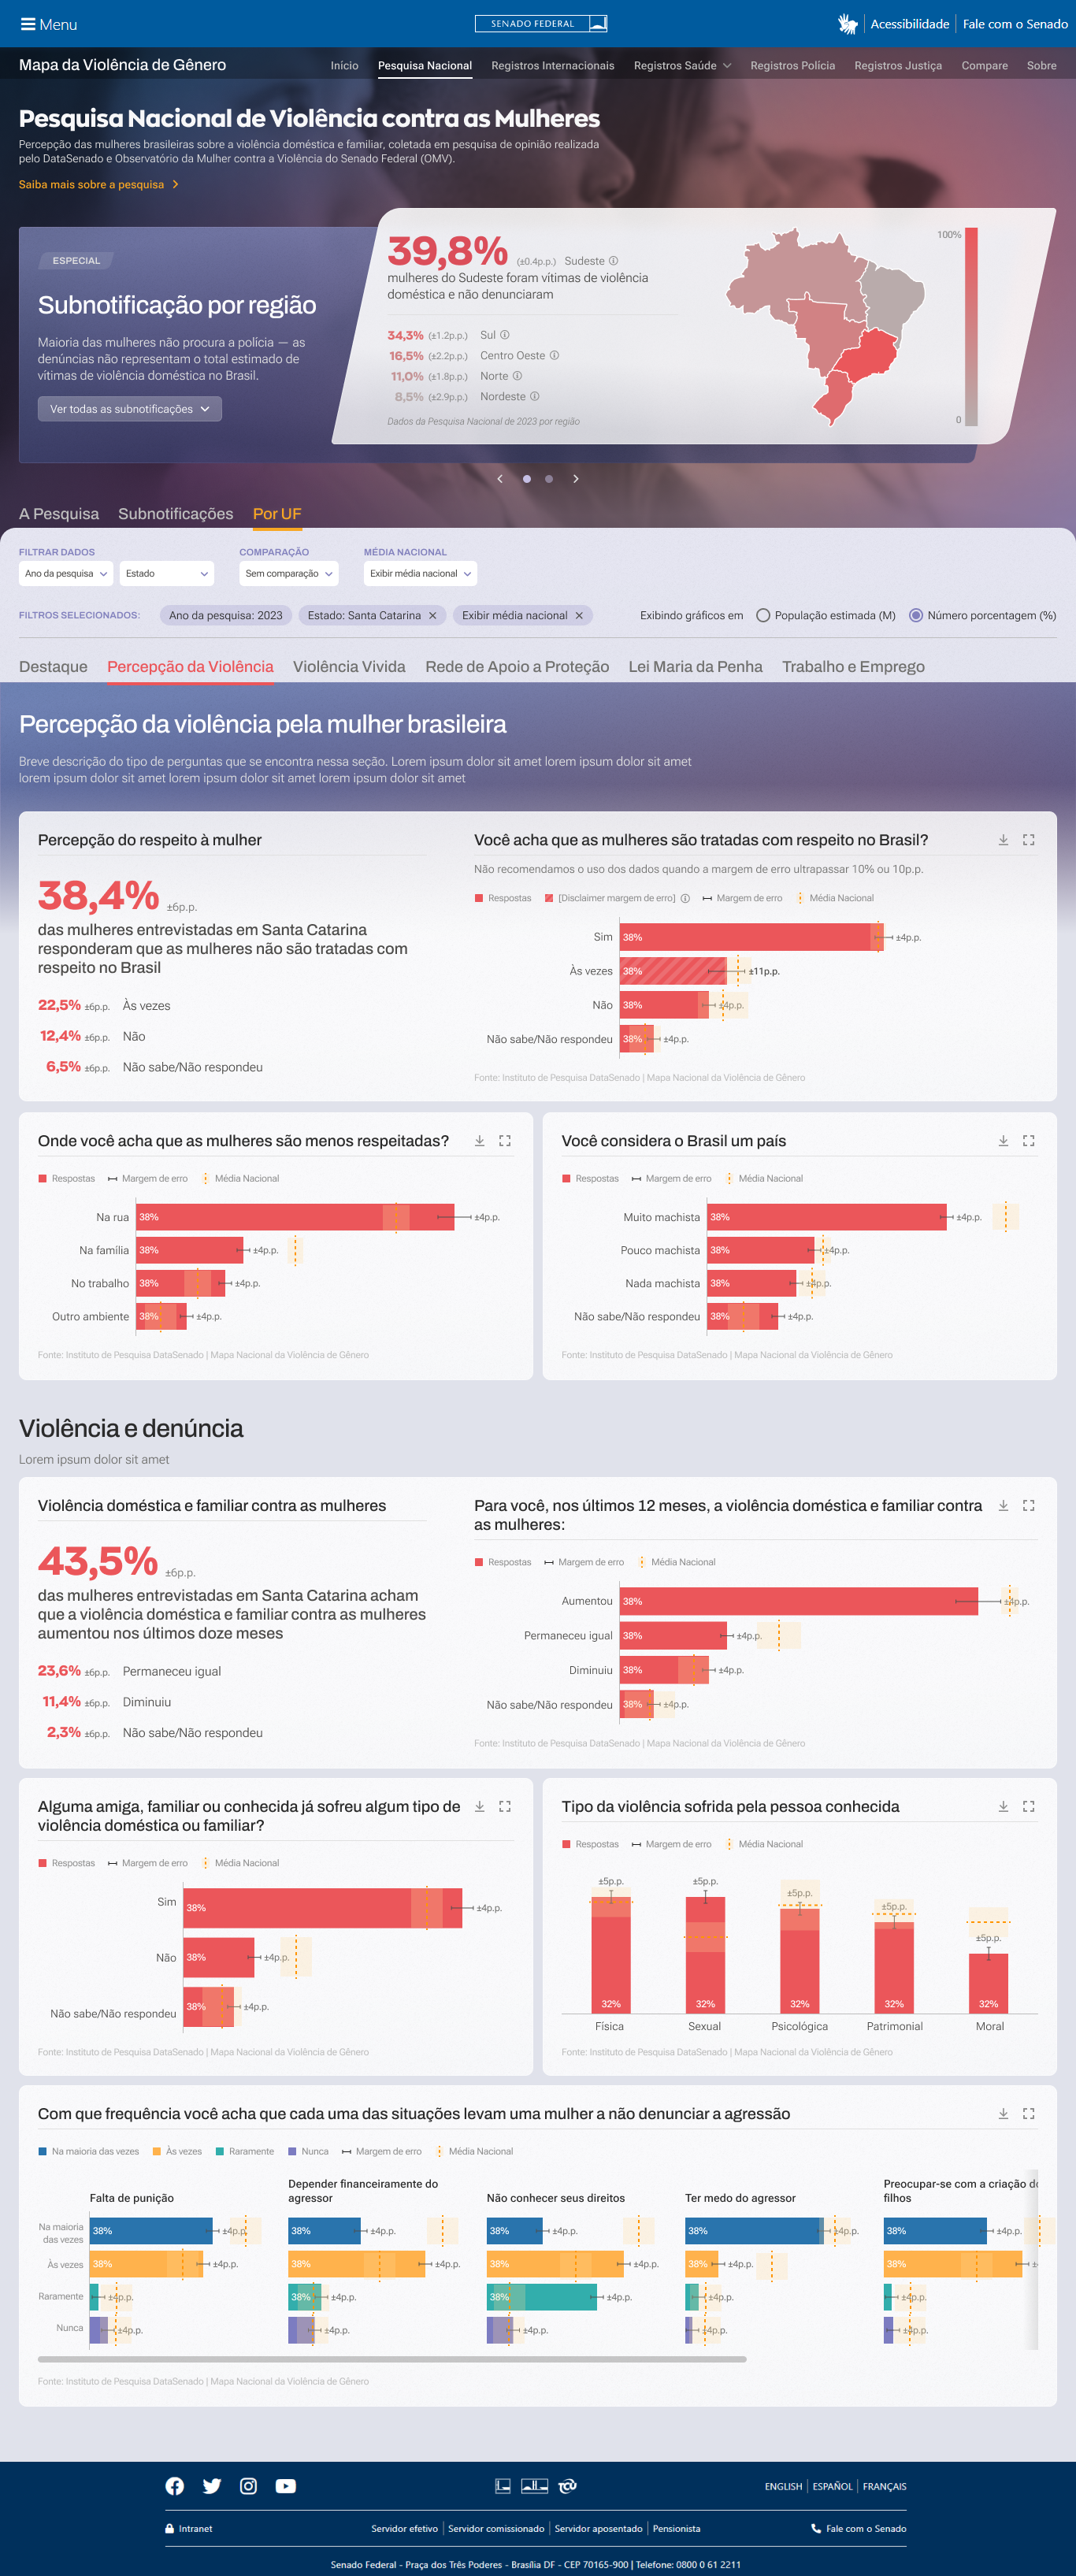 Menu
SENADO FEDERAL
Acessibilidade
Fale com o Senado
Mapa da Violência de Gênero
Início
Pesquisa Nacional
Registros Internacionais
Registros Saúde
Registros Polícia
Registros Justiça
Compare
Sobre
Pesquisa Nacional de Violência contra as Mulheres
Percepção das mulheres brasileiras sobre a violência doméstica e familiar, coletada em pesquisa de opinião realizada
pelo DataSenado e Observatório da Mulher contra a Violência do Senado Federal (OMV).
Saiba mais sobre a pesquisa
ESPECIAL
Subnotificação por região
Maioria das mulheres não procura a polícia — as
denúncias não representam o total estimado de
vítimas de violência doméstica no Brasil.
Ver todas as subnotificações
39,8% (±0.4p.p.) Sudeste
mulheres do Sudeste foram vítimas de violência
doméstica e não denunciaram
34,3% (±1.2p.p.) Sul
16,5% (±2.2p.p.) Centro Oeste
11,0% (±1.8p.p.) Norte
8,5% (±2.9p.p.) Nordeste
Dados da Pesquisa Nacional de 2023 por região
100%
0
A Pesquisa
Subnotificações
Por UF
FILTRAR DADOS
COMPARAÇÃO
MÉDIA NACIONAL
Ano da pesquisa
Estado
Sem comparação
Exibir média nacional
FILTROS SELECIONADOS:
Ano da pesquisa: 2023
Estado: Santa Catarina
Exibir média nacional
Exibindo gráficos em
População estimada (M)
Número porcentagem (%)
Destaque
Percepção da Violência
Violência Vivida
Rede de Apoio a Proteção
Lei Maria da Penha
Trabalho e Emprego
Percepção da violência pela mulher brasileira
Breve descrição do tipo de perguntas que se encontra nessa seção. Lorem ipsum dolor sit amet lorem ipsum dolor sit amet
lorem ipsum dolor sit amet lorem ipsum dolor sit amet lorem ipsum dolor sit amet
Percepção do respeito à mulher
38,4% ±6p.p.
das mulheres entrevistadas em Santa Catarina
responderam que as mulheres não são tratadas com
respeito no Brasil
22,5% ±6p.p. Às vezes
12,4% ±6p.p. Não
6,5% ±6p.p. Não sabe/Não respondeu
Você acha que as mulheres são tratadas com respeito no Brasil?
Não recomendamos o uso dos dados quando a margem de erro ultrapassar 10% ou 10p.p.
Respostas
[Disclaimer margem de erro]
Margem de erro
Média Nacional
Sim 38% ±4p.p.
Às vezes 38% ±11p.p.
Não 38% ±4p.p.
Não sabe/Não respondeu 38% ±4p.p.
Fonte: Instituto de Pesquisa DataSenado | Mapa Nacional da Violência de Gênero
Onde você acha que as mulheres são menos respeitadas?
Respostas
Margem de erro
Média Nacional
Na rua 38% ±4p.p.
Na família 38% ±4p.p.
No trabalho 38% ±4p.p.
Outro ambiente 38% ±4p.p.
Fonte: Instituto de Pesquisa DataSenado | Mapa Nacional da Violência de Gênero
Você considera o Brasil um país
Respostas
Margem de erro
Média Nacional
Muito machista 38% ±4p.p.
Pouco machista 38% ±4p.p.
Nada machista 38% ±4p.p.
Não sabe/Não respondeu 38% ±4p.p.
Fonte: Instituto de Pesquisa DataSenado | Mapa Nacional da Violência de Gênero
Violência e denúncia
Lorem ipsum dolor sit amet
Violência doméstica e familiar contra as mulheres
43,5% ±6p.p.
das mulheres entrevistadas em Santa Catarina acham
que a violência doméstica e familiar contra as mulheres
aumentou nos últimos doze meses
23,6% ±6p.p. Permaneceu igual
11,4% ±6p.p. Diminuiu
2,3% ±6p.p. Não sabe/Não respondeu
Para você, nos últimos 12 meses, a violência doméstica e familiar contra
as mulheres:
Respostas
Margem de erro
Média Nacional
Aumentou 38% ±4p.p.
Permaneceu igual 38% ±4p.p.
Diminuiu 38% ±4p.p.
Não sabe/Não respondeu 38% ±4p.p.
Fonte: Instituto de Pesquisa DataSenado | Mapa Nacional da Violência de Gênero
Alguma amiga, familiar ou conhecida já sofreu algum tipo de
violência doméstica ou familiar?
Respostas
Margem de erro
Média Nacional
Sim 38% ±4p.p.
Não 38% ±4p.p.
Não sabe/Não respondeu 38% ±4p.p.
Fonte: Instituto de Pesquisa DataSenado | Mapa Nacional da Violência de Gênero
Tipo da violência sofrida pela pessoa conhecida
Respostas
Margem de erro
Média Nacional
±5p.p. ±5p.p. ±5p.p. ±5p.p. ±5p.p.
32% 32% 32% 32% 32%
Física Sexual Psicológica Patrimonial Moral
Fonte: Instituto de Pesquisa DataSenado | Mapa Nacional da Violência de Gênero
Com que frequência você acha que cada uma das situações levam uma mulher a não denunciar a agressão
Na maioria das vezes
Às vezes
Raramente
Nunca
Margem de erro
Média Nacional
Falta de punição
Depender financeiramente do
agressor
Não conhecer seus direitos
Ter medo do agressor
Preocupar-se com a criação
filhos
Na maioria
das vezes
38% ±4p.p. 38% ±4p.p. 38% ±4p.p. 38% ±4p.p. 38% ±4p.p.
Às vezes
38% ±4p.p. 38% ±4p.p. 38% ±4p.p. 38% ±4p.p. 38%
Raramente
±4p.p. 38% ±4p.p. 38% ±4p.p. ±4p.p. ±4p.p.
Nunca
±4p.p. ±4p.p. ±4p.p. ±4p.p. ±4p.p.
Fonte: Instituto de Pesquisa DataSenado | Mapa Nacional da Violência de Gênero
ENGLISH
ESPAÑOL
FRANÇAIS
Intranet
Servidor efetivo
Servidor comissionado
Servidor aposentado
Pensionista
Fale com o Senado
Senado Federal - Praça dos Três Poderes - Brasília DF - CEP 70165-900 | Telefone: 0800 0 61 2211